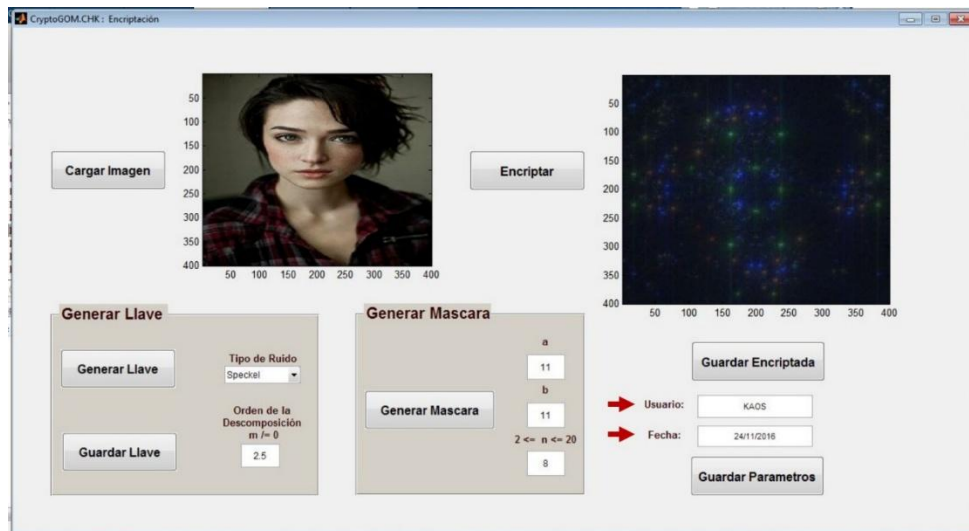 CryptoGOM.CHK : Encriptación
Cargar Imagen
50
100
150
200
250
300
350
400
50 100 150 200 250 300 350 400
Encriptar
50
100
150
200
250
300
350
400
50 100 150 200 250 300 350 400
Generar Llave
Generar Llave
Tipo de Ruido
Speckel
Orden de la
Descomposición
m /= 0
2.5
Guardar Llave
Generar Mascara
Generar Mascara
a
11
b
11
2 <= n <= 20
8
Guardar Encriptada
Usuario: KAOS
Fecha: 24/11/2016
Guardar Parametros